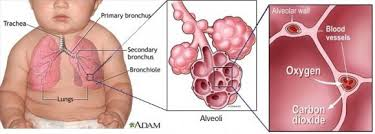 Trachea
Primary bronchus
Secondary
bronchus
Bronchiole
Lungs
ADAM
Alveoli
Alveolar wall
Blood
vessels
Oxygen
Carbon
dioxide